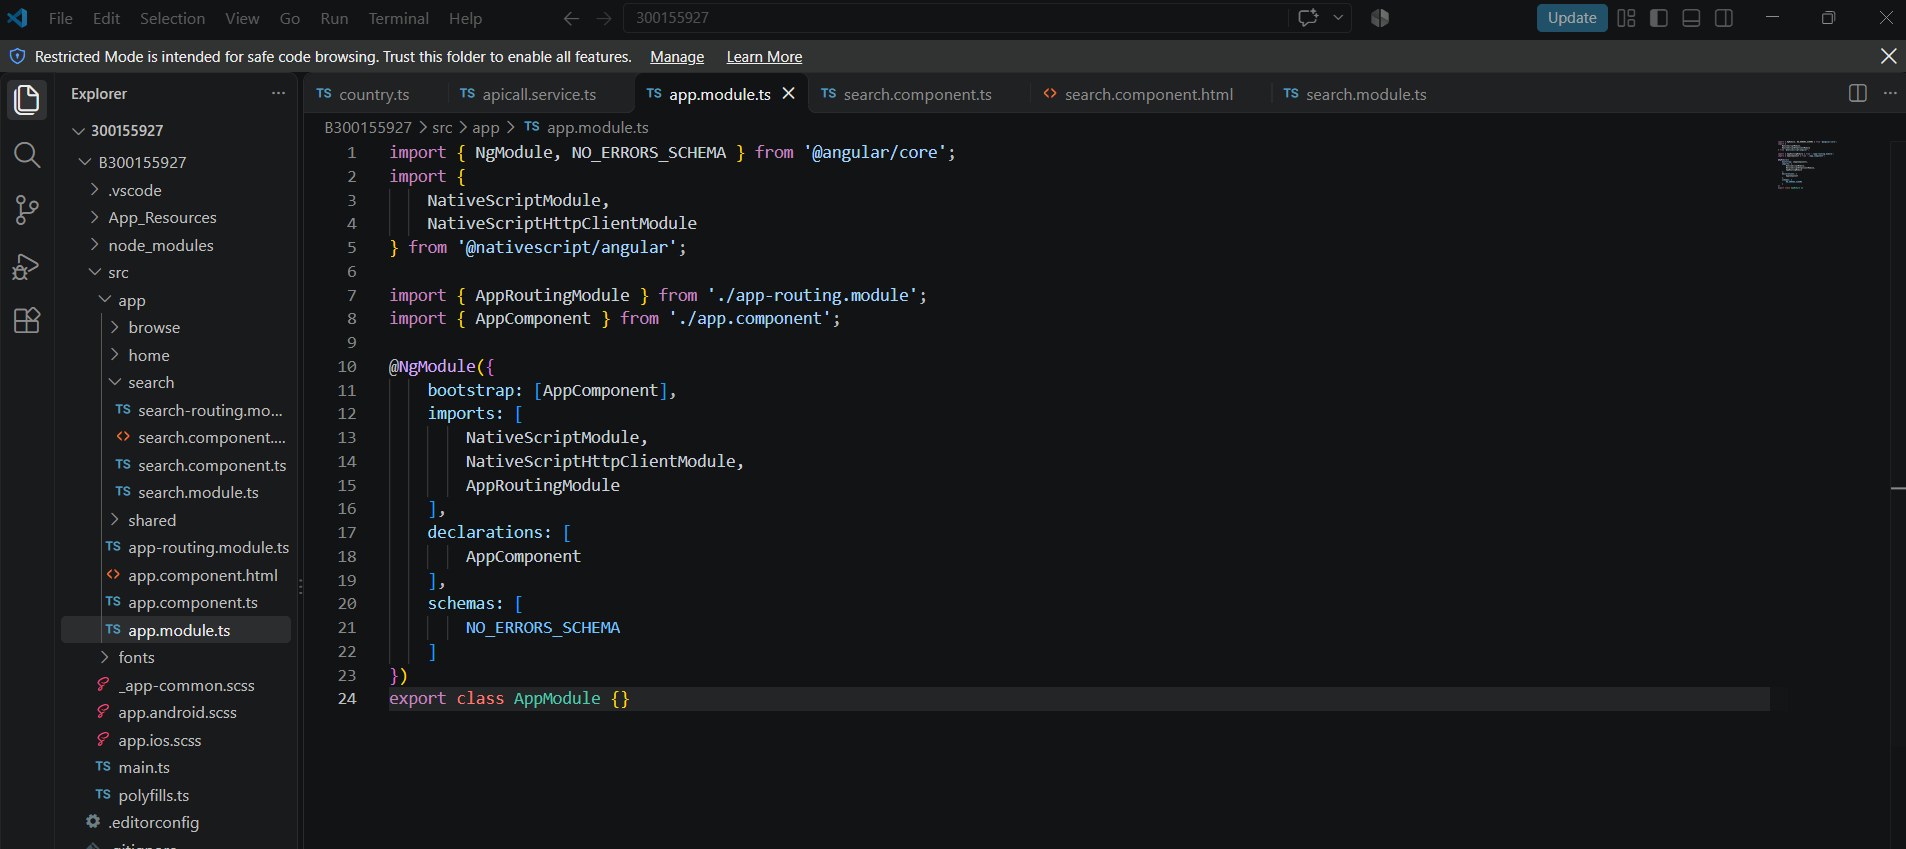 File Edit Selection View Go Run Terminal Help
300155927
Update
Restricted Mode is intended for safe code browsing. Trust this folder to enable all features. Manage Learn More
Explorer
300155927
B300155927
.vscode
App_Resources
node_modules
src
app
browse
home
search
TS search-routing.mo...
<> search.component....
TS search.component.ts
TS search.module.ts
shared
TS app-routing.module.ts
<> app.component.html
TS app.component.ts
TS app.module.ts
fonts
_app-common.scss
app.android.scss
app.ios.scss
TS main.ts
TS polyfills.ts
.editorconfig
TS country.ts
TS apicall.service.ts
TS app.module.ts
TS search.component.ts
<> search.component.html
TS search.module.ts
B300155927 > src > app > TS app.module.ts
1 import { NgModule, NO_ERRORS_SCHEMA } from '@angular/core';
2 import {
3 NativeScriptModule,
4 NativeScriptHttpClientModule
5 } from '@nativescript/angular';
6
7 import { AppRoutingModule } from './app-routing.module';
8 import { AppComponent } from './app.component';
9
10 @NgModule({
11 bootstrap: [AppComponent],
12 imports: [
13 NativeScriptModule,
14 NativeScriptHttpClientModule,
15 AppRoutingModule
16 ],
17 declarations: [
18 AppComponent
19 ],
20 schemas: [
21 NO_ERRORS_SCHEMA
22 ]
23 })
24 export class AppModule {}